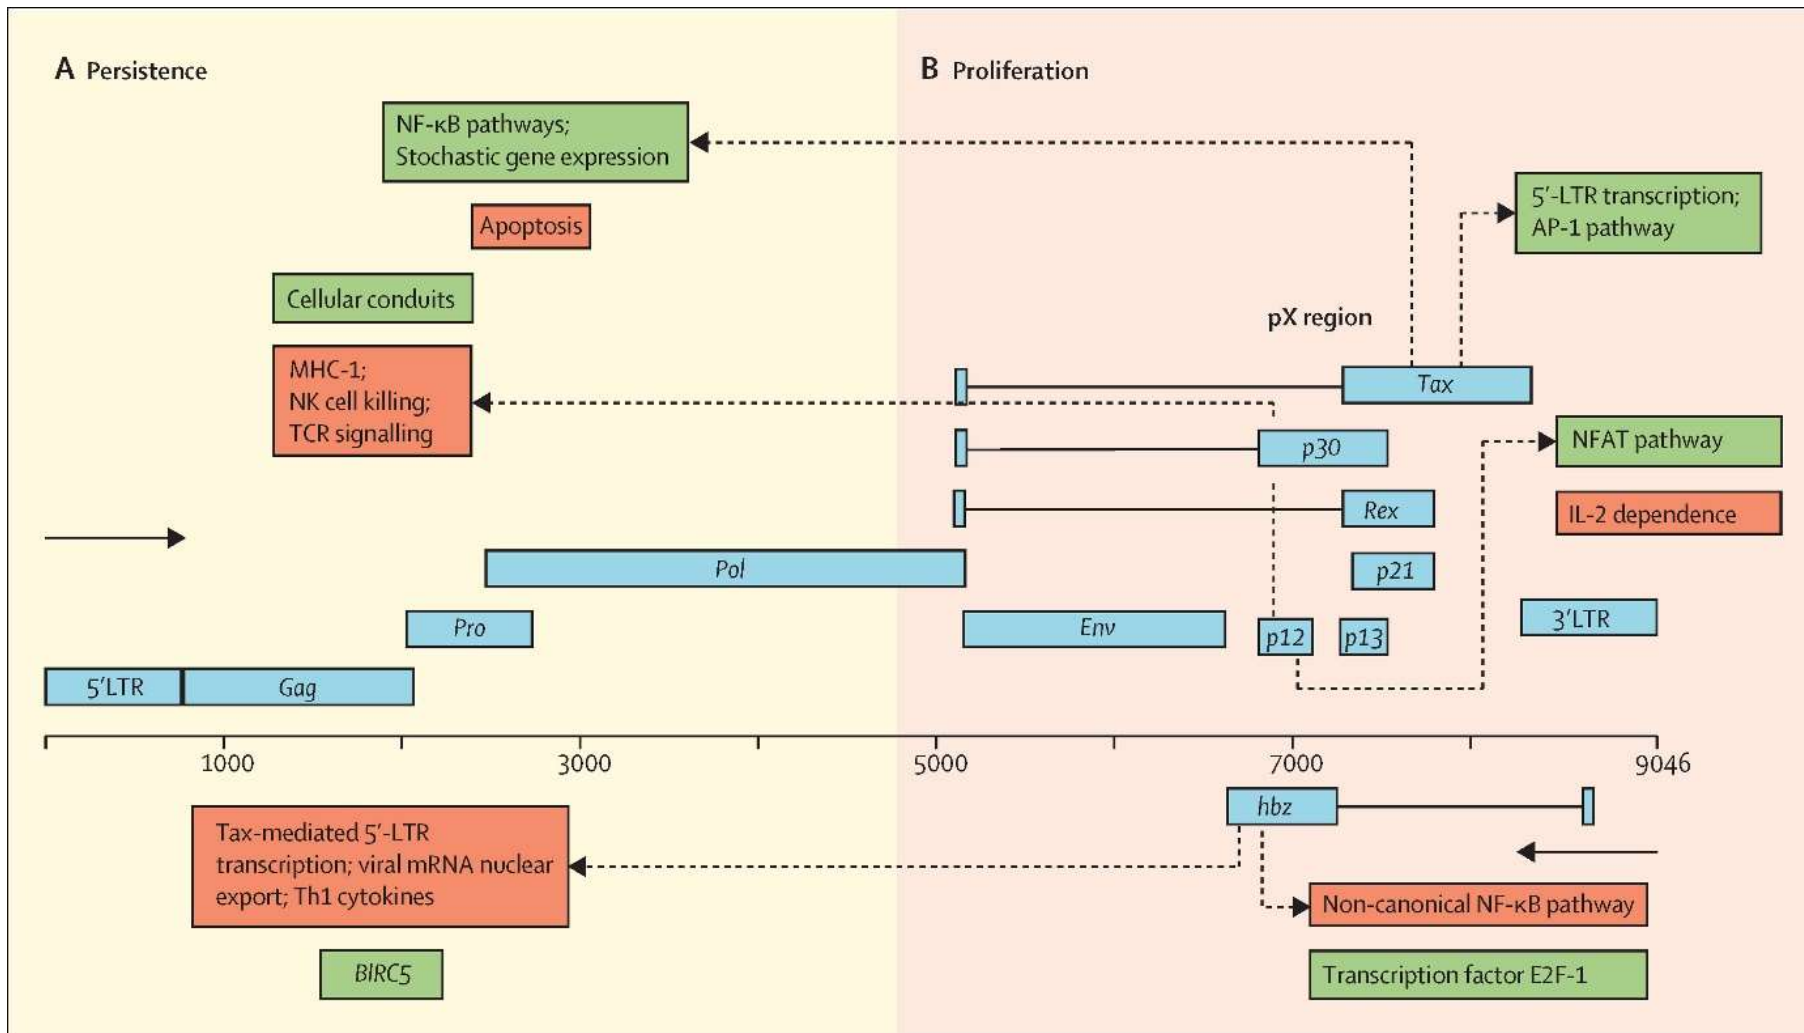 A Persistence
B Proliferation
NF-κB pathways;
Stochastic gene expression
Apoptosis
Cellular conduits
MHC-1;
NK cell killing;
TCR signalling
5′-LTR transcription;
AP-1 pathway
pX region
Tax
NFAT pathway
p30
IL-2 dependence
Rex
Pol
p21
Pro
Env
p12
p13
3′LTR
5′LTR
Gag
1000
3000
5000
7000
9046
hbz
Tax-mediated 5′-LTR
transcription; viral mRNA nuclear
export; Th1 cytokines
Non-canonical NF-κB pathway
BIRC5
Transcription factor E2F-1